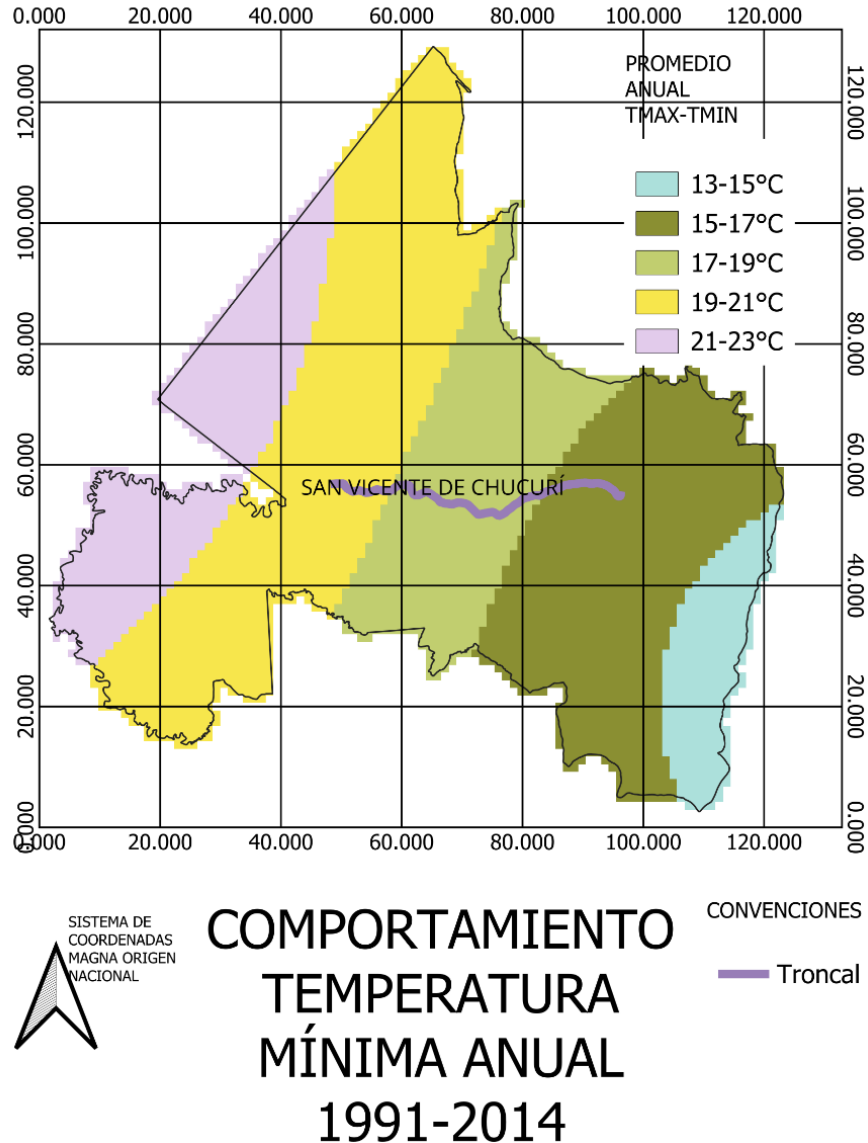 0.000 20.000 40.000 60.000 80.000 100.000 120.000
120.000
100.000
80.000
60.000
40.000
20.000
0.000
PROMEDIO
ANUAL
TMAX-TMIN
13-15°C
15-17°C
17-19°C
19-21°C
21-23°C
SAN VICENTE DE CHUCURÍ
120.000
100.000
80.000
60.000
40.000
20.000
0.000
0.000 20.000 40.000 60.000 80.000 100.000 120.000
SISTEMA DE
COORDENADAS
MAGNA ORIGEN
NACIONAL
COMPORTAMIENTO
TEMPERATURA
MÍNIMA ANUAL
1991-2014
CONVENCIONES
Troncal